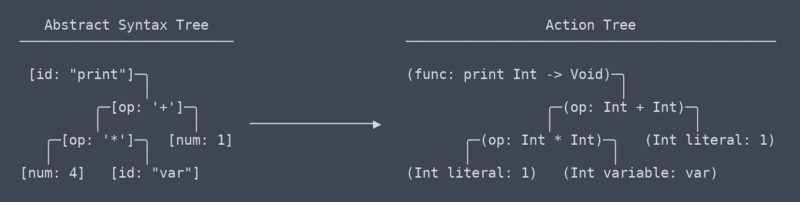 Abstract Syntax Tree
Action Tree
[id: "print"]
(func: print Int -> Void)
[op: '+']
(op: Int + Int)
[op: '*']
[num: 1]
(op: Int * Int)
(Int literal: 1)
[num: 4]
[id: "var"]
(Int literal: 1)
(Int variable: var)